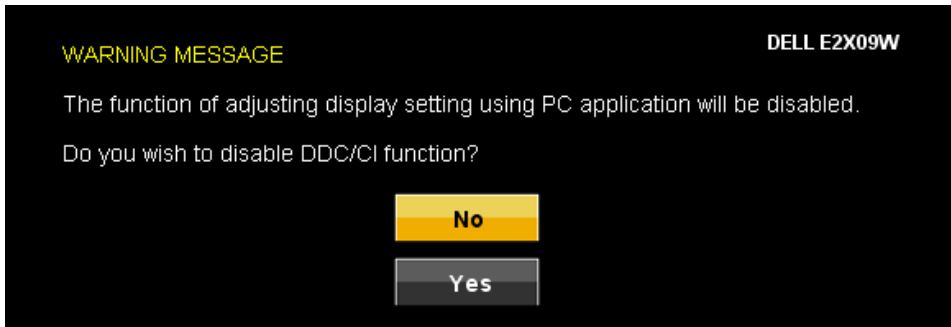 DELL E2X09W
WARNING MESSAGE
The function of adjusting display setting using PC application will be disabled.
Do you wish to disable DDC/CI function?
No
Yes